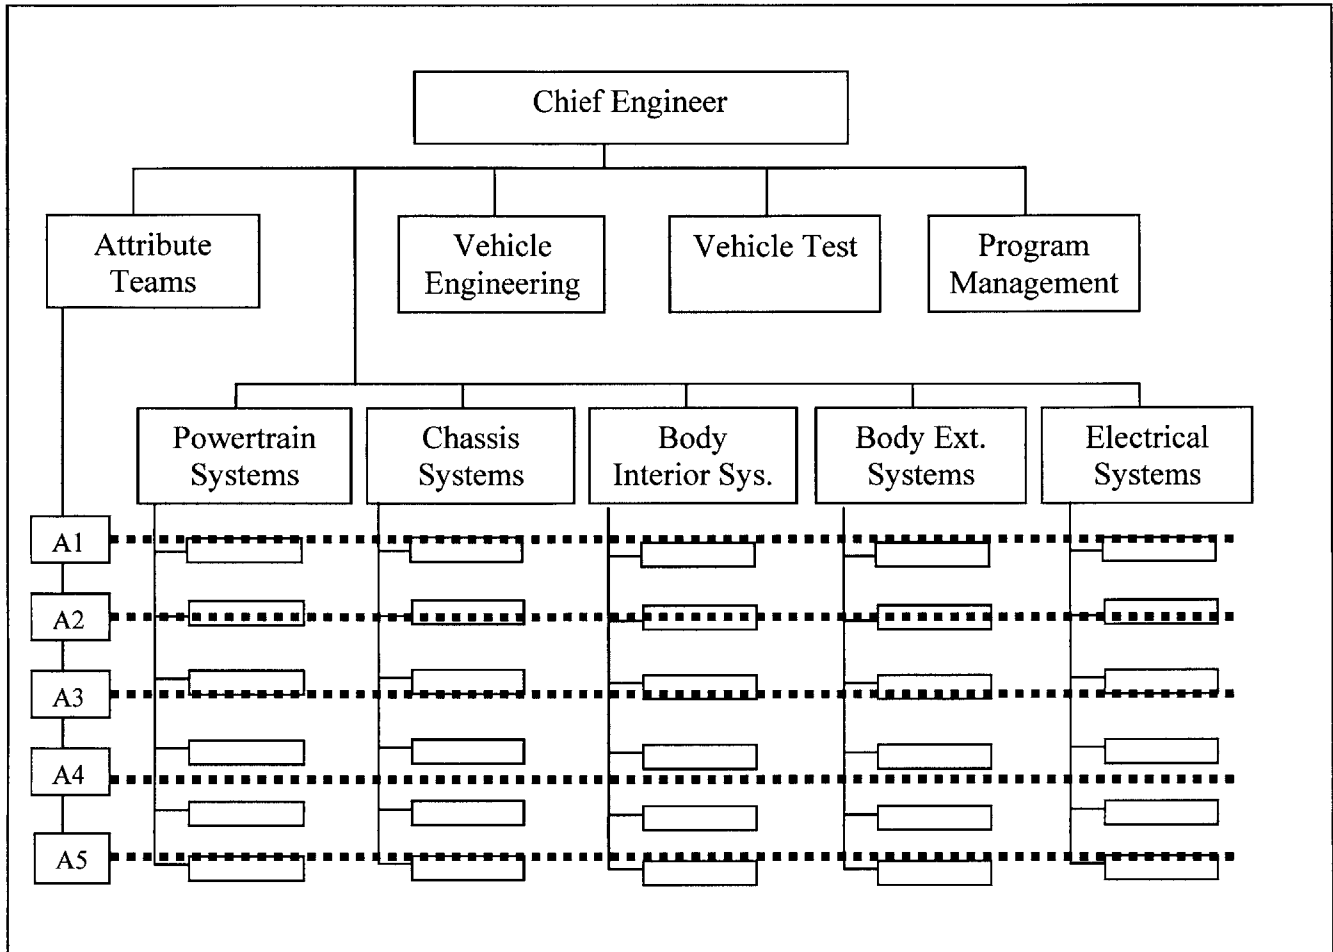 Chief Engineer
Attribute
Teams
Vehicle
Engineering
Vehicle Test
Program
Management
Powertrain
Systems
Chassis
Systems
Body
Interior Sys.
Body Ext.
Systems
Electrical
Systems
A1
A2
A3
A4
A5